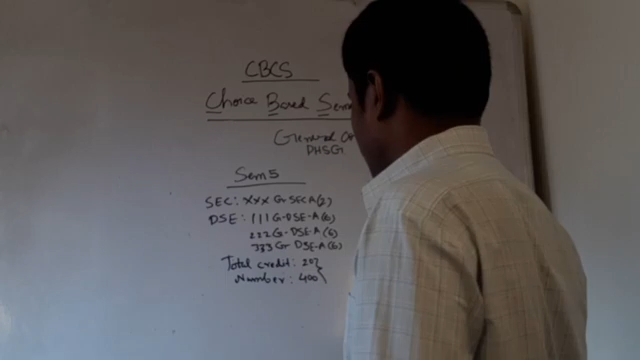 CBCS
Choice Based Sem
General
DHSG
Sem 5
SEC: XXX G-SEC A(2)
DSE: 111 G-DSE-A(6)
222 G-DSE-A(6)
333 G-DSE-A(6)
Total credit: 20
Number: 400